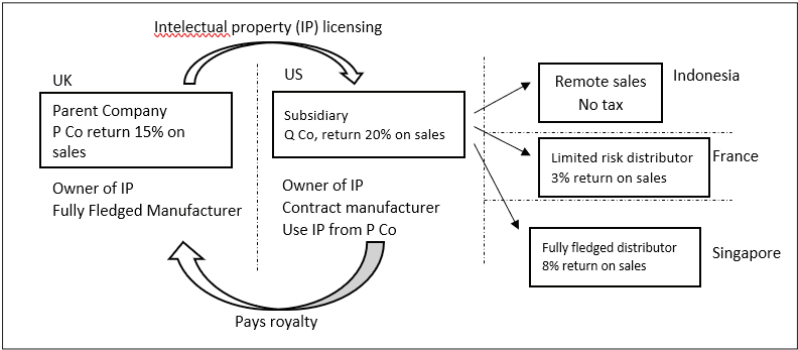 Intelectual property (IP) licensing
UK
Parent Company
P Co return 15% on
sales
Owner of IP
Fully Fledged Manufacturer
US
Subsidiary
Q Co, return 20% on sales
Owner of IP
Contract manufacturer
Use IP from P Co
Pays royalty
Remote sales
No tax
Indonesia
Limited risk distributor
3% return on sales
France
Fully fledged distributor
8% return on sales
Singapore